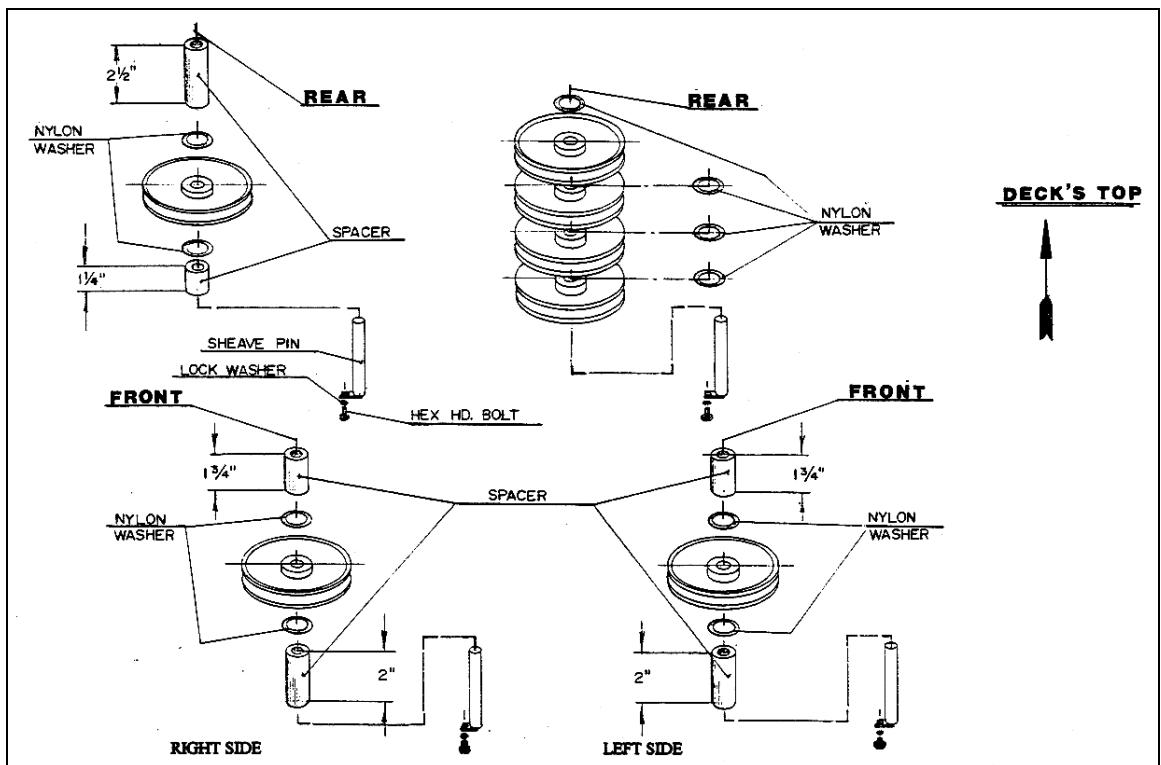 2½"
REAR
NYLON
WASHER
SPACER
1¼"
SHEAVE PIN
LOCK WASHER
HEX HD. BOLT
REAR
NYLON
WASHER
DECK'S TOP
FRONT
1¾"
NYLON
WASHER
2"
RIGHT SIDE
SPACER
FRONT
1¾"
NYLON
WASHER
2"
LEFT SIDE